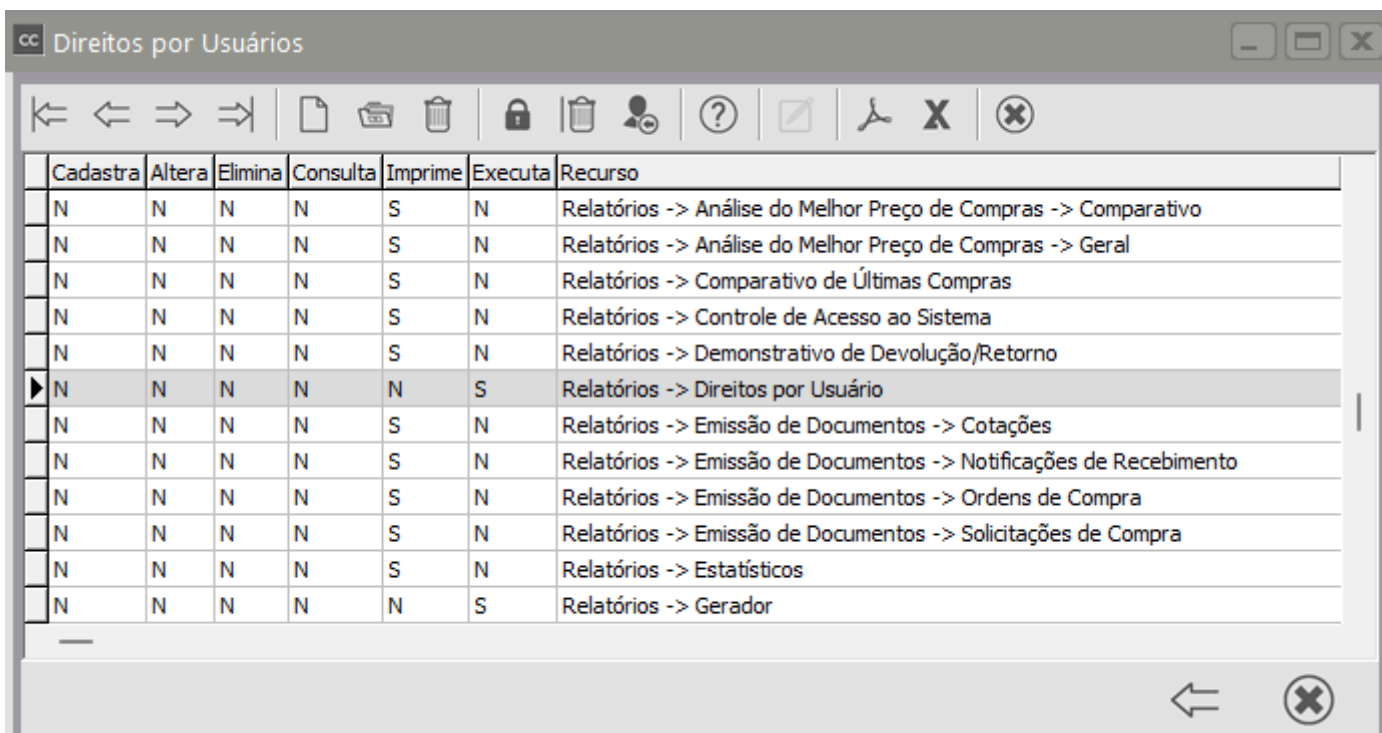 cc Direitos por Usuários
Cadastra Altera Elimina Consulta Imprime Executa Recurso
N N N N S N Relatórios -> Análise do Melhor Preço de Compras -> Comparativo
N N N N S N Relatórios -> Análise do Melhor Preço de Compras -> Geral
N N N N S N Relatórios -> Comparativo de Últimas Compras
N N N N S N Relatórios -> Controle de Acesso ao Sistema
N N N N S N Relatórios -> Demonstrativo de Devolução/Retorno
N N N N N S Relatórios -> Direitos por Usuário
N N N N S N Relatórios -> Emissão de Documentos -> Cotações
N N N N S N Relatórios -> Emissão de Documentos -> Notificações de Recebimento
N N N N S N Relatórios -> Emissão de Documentos -> Ordens de Compra
N N N N S N Relatórios -> Emissão de Documentos -> Solicitações de Compra
N N N N S N Relatórios -> Estatísticos
N N N N N S Relatórios -> Gerador